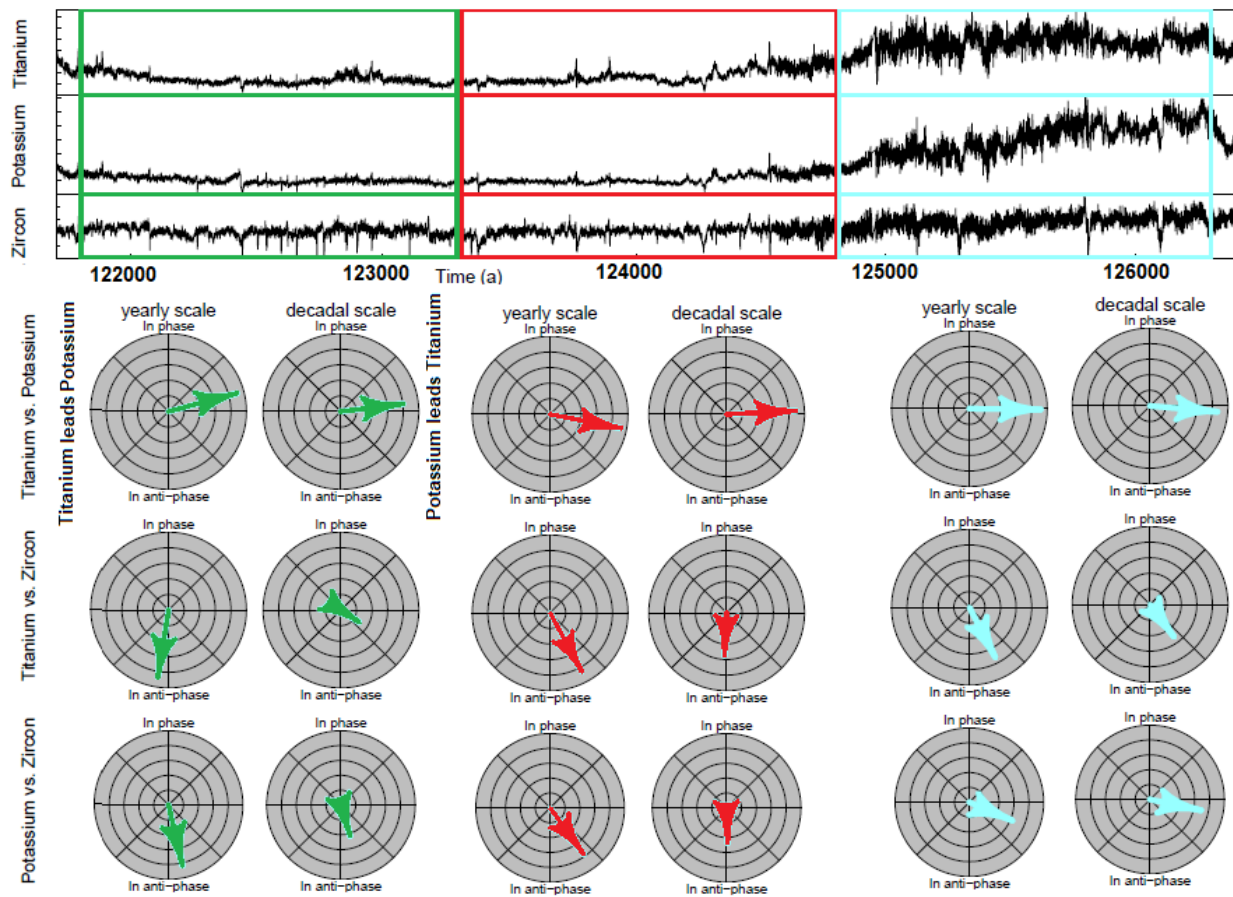 Titanium
Potassium
Zircon
122000
123000
Time (a)
124000
125000
126000
Titanium vs. Potassium
Titanium leads Potassium
yearly scale
In phase
In anti-phase
decadal scale
In phase
In anti-phase
Potassium leads Titanium
yearly scale
In phase
In anti-phase
decadal scale
In phase
In anti-phase
yearly scale
In phase
In anti-phase
decadal scale
In phase
In anti-phase
Titanium vs. Zircon
In phase
In anti-phase
In phase
In anti-phase
In phase
In anti-phase
In phase
In anti-phase
In phase
In anti-phase
In phase
In anti-phase
Potassium vs. Zircon
In phase
In anti-phase
In phase
In anti-phase
In phase
In anti-phase
In phase
In anti-phase
In phase
In anti-phase
In phase
In anti-phase